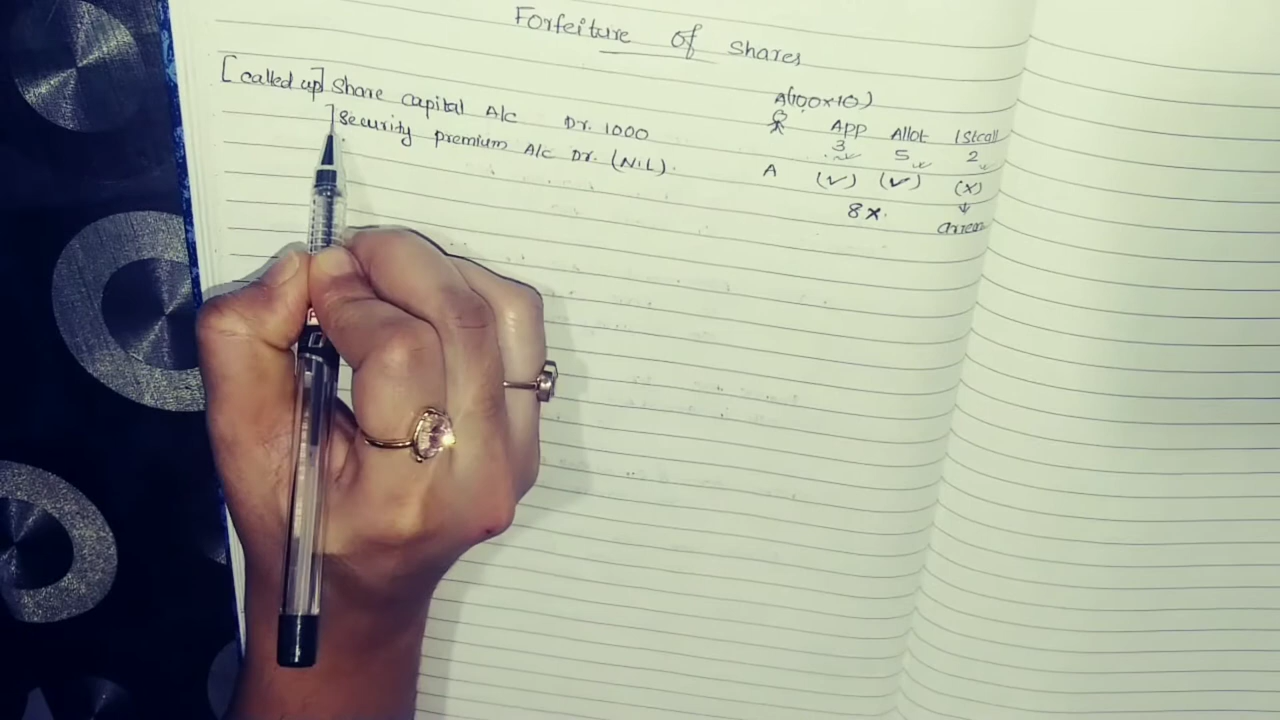 Forfeiture of Shares
[called up] Share capital A/c Dr. 1000
]Security premium A/c Dr. (NIL).
A(100×10)
App Allot 1st call
3 5 2
A (✓) (✓) (×)
8×.